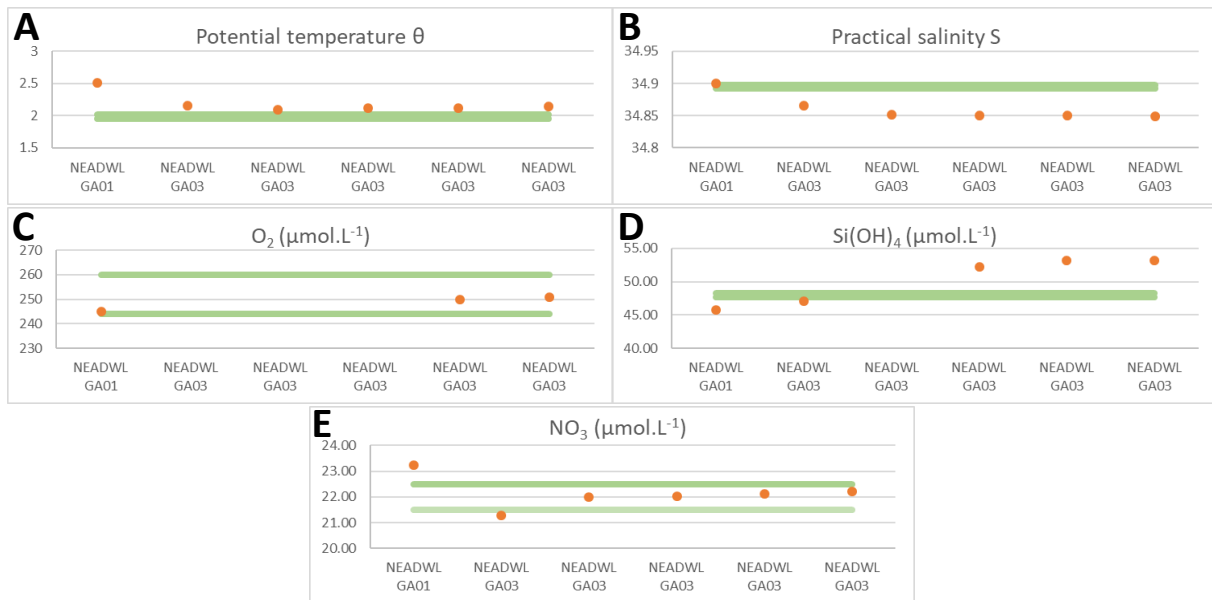 A
Potential temperature θ
3
2.5
2
1.5
NEADWL NEADWL NEADWL NEADWL NEADWL NEADWL
GA01 GA03 GA03 GA03 GA03 GA03
B
Practical salinity S
34.95
34.9
34.85
34.8
NEADWL NEADWL NEADWL NEADWL NEADWL NEADWL
GA01 GA03 GA03 GA03 GA03 GA03
C
O₂ (µmol.L⁻¹)
270
260
250
240
230
NEADWL NEADWL NEADWL NEADWL NEADWL NEADWL
GA01 GA03 GA03 GA03 GA03 GA03
D
Si(OH)₄ (µmol.L⁻¹)
55.00
50.00
45.00
40.00
NEADWL NEADWL NEADWL NEADWL NEADWL NEADWL
GA01 GA03 GA03 GA03 GA03 GA03
E
NO₃ (µmol.L⁻¹)
24.00
23.00
22.00
21.00
20.00
NEADWL NEADWL NEADWL NEADWL NEADWL NEADWL
GA01 GA03 GA03 GA03 GA03 GA03